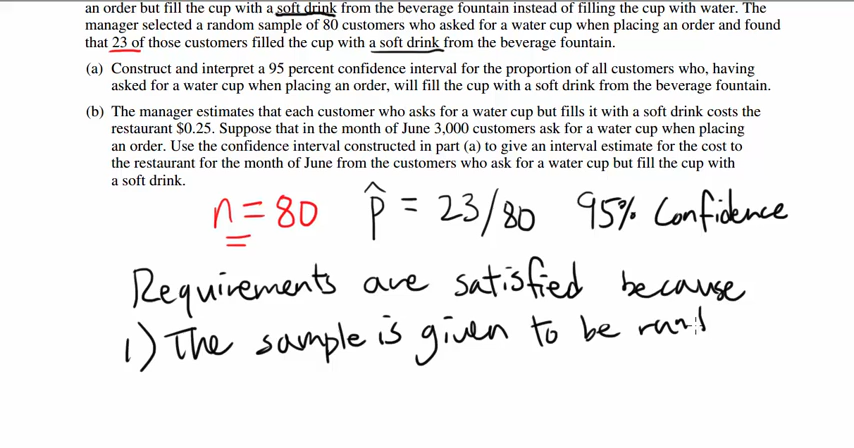 an order but fill the cup with a soft drink from the beverage fountain instead of filling the cup with water. The
manager selected a random sample of 80 customers who asked for a water cup when placing an order and found
that 23 of those customers filled the cup with a soft drink from the beverage fountain.
(a) Construct and interpret a 95 percent confidence interval for the proportion of all customers who, having
asked for a water cup when placing an order, will fill the cup with a soft drink from the beverage fountain.
(b) The manager estimates that each customer who asks for a water cup but fills it with a soft drink costs the
restaurant $0.25. Suppose that in the month of June 3,000 customers ask for a water cup when placing
an order. Use the confidence interval constructed in part (a) to give an interval estimate for the cost to
the restaurant for the month of June from the customers who ask for a water cup but fill the cup with
a soft drink.
n = 80 p̂ = 23/80 95% Confidence
Requirements are satisfied because
1) The sample is given to be rand